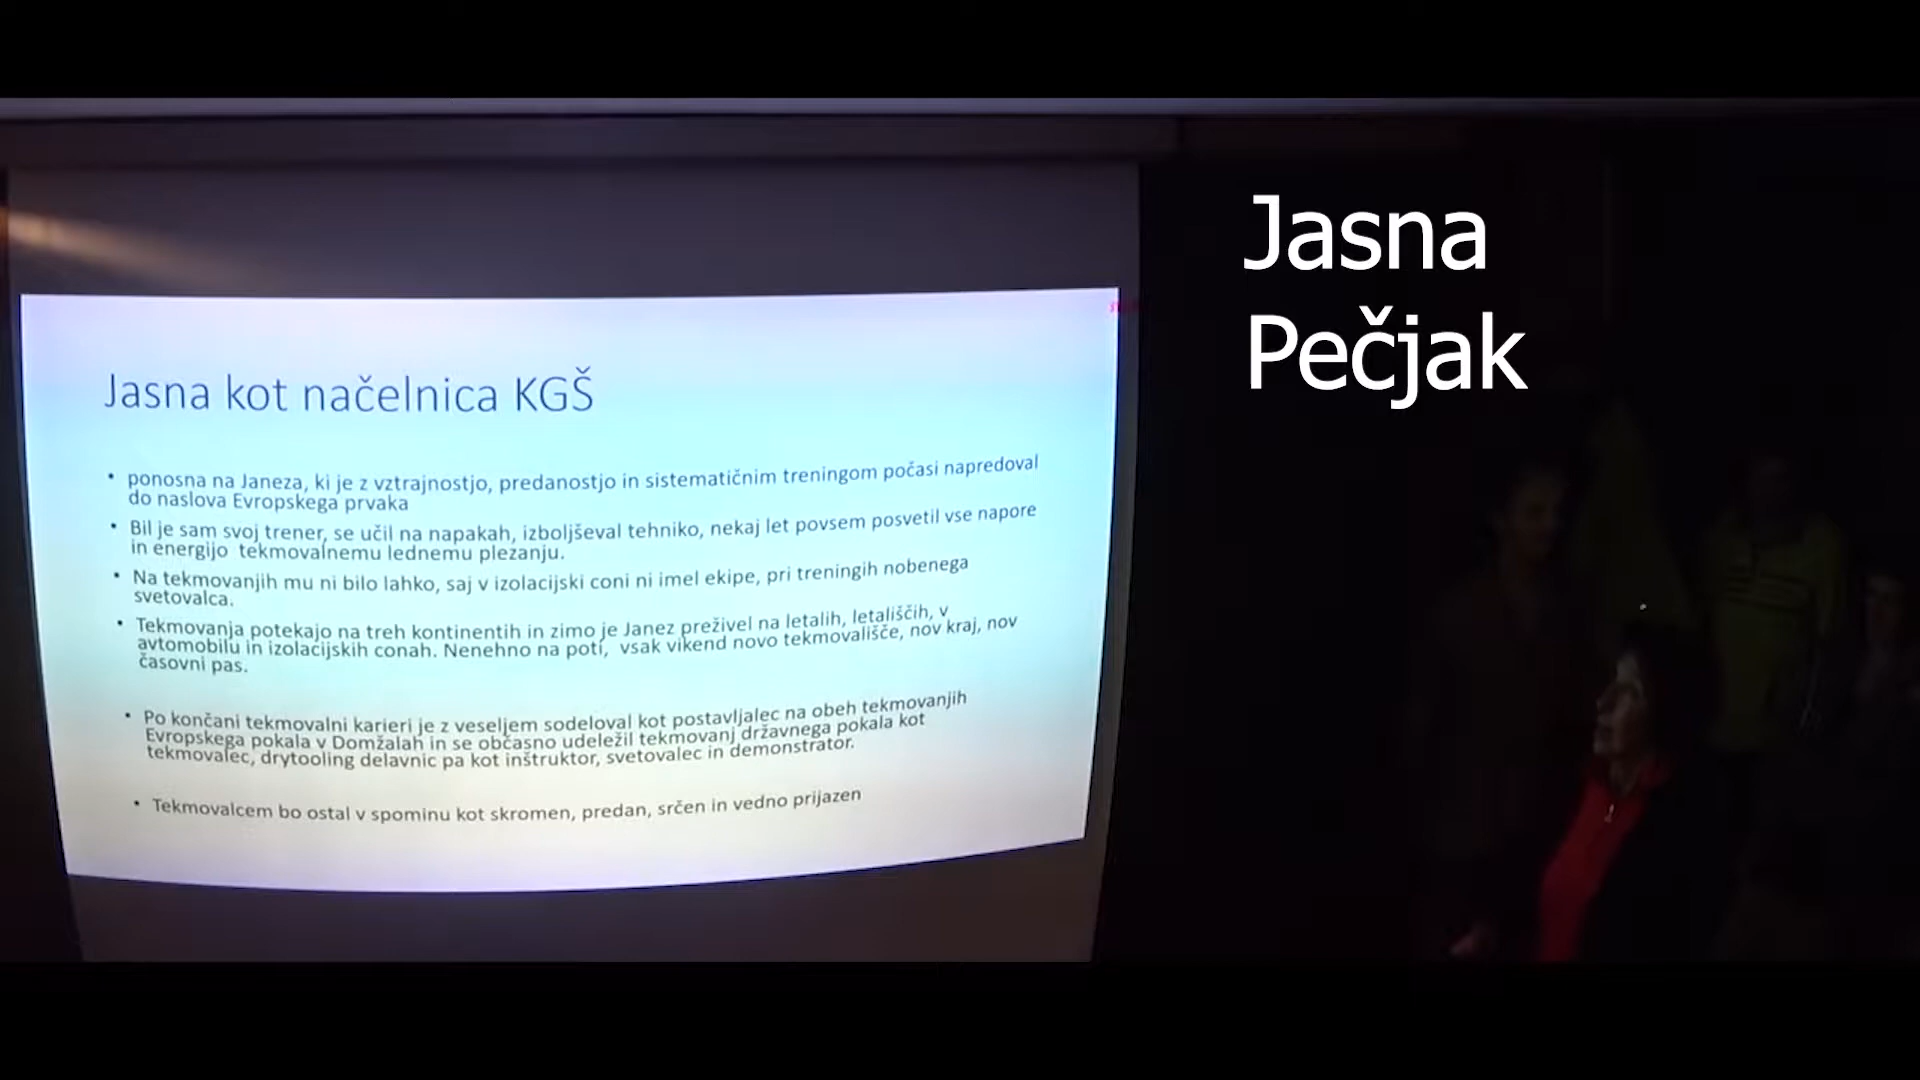 Jasna
Pečjak
Jasna kot načelnica KGŠ
• ponosna na Janeza, ki je z vztrajnostjo, predanostjo in sistematičnim treningom počasi napredoval
do naslova Evropskega prvaka
• Bil je sam svoj trener, se učil na napakah, izboljševal tehniko, nekaj let povsem posvetil vse napore
in energijo tekmovalnemu lednemu plezanju.
• Na tekmovanjih mu ni bilo lahko, saj v izolacijski coni ni imel ekipe, pri treningih nobenega
svetovalca.
• Tekmovanja potekajo na treh kontinentih in zimo je Janez preživel na letalih, letališčih, v
avtomobilu in izolacijskih conah. Nenehno na poti, vsak vikend novo tekmovališče, nov kraj, nov
časovni pas.
• Po končani tekmovalni karieri je z veseljem sodeloval kot postavljalec na obeh tekmovanjih
Evropskega pokala v Domžalah in se občasno udeležil tekmovanj državnega pokala kot
tekmovalec, drytooling delavnic pa kot inštruktor, svetovalec in demonstrator.
• Tekmovalcem bo ostal v spominu kot skromen, predan, srčen in vedno prijazen